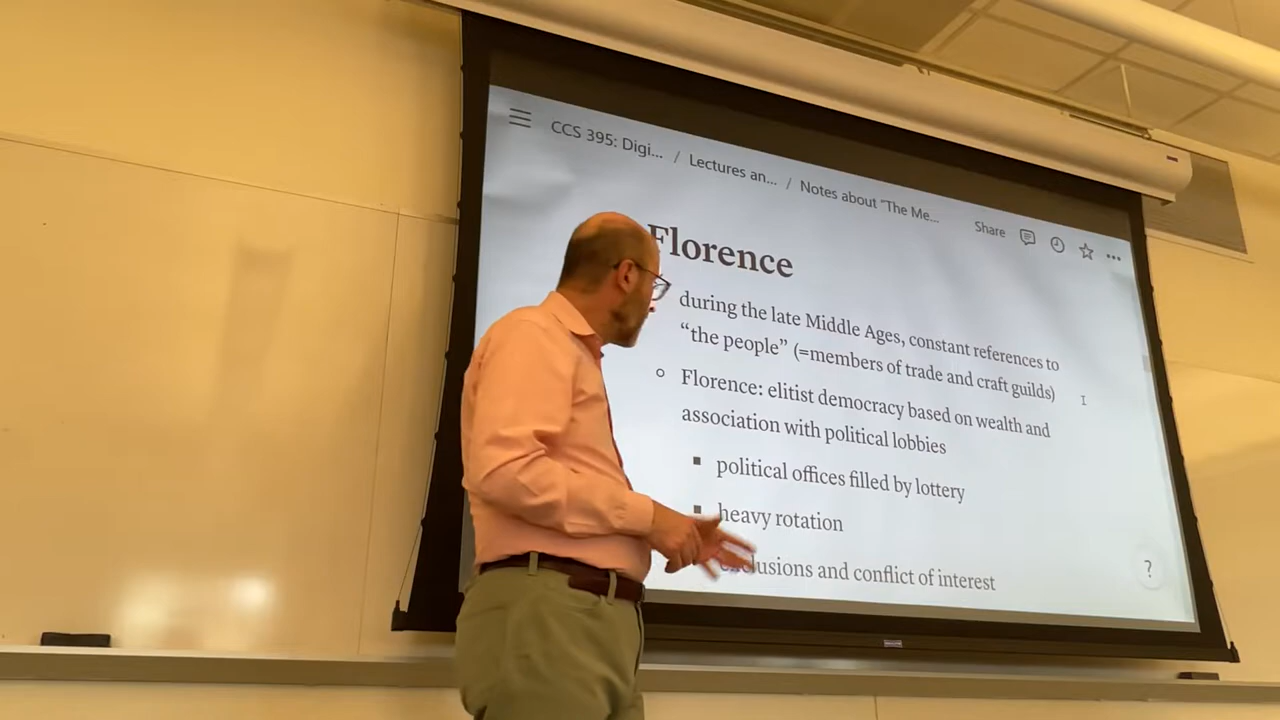 CCS 395: Digi... / Lectures an... / Notes about "The Me...
Share
Florence
during the late Middle Ages, constant references to
“the people” (=members of trade and craft guilds)
Florence: elitist democracy based on wealth and
association with political lobbies
political offices filled by lottery
heavy rotation
exclusions and conflict of interest
?